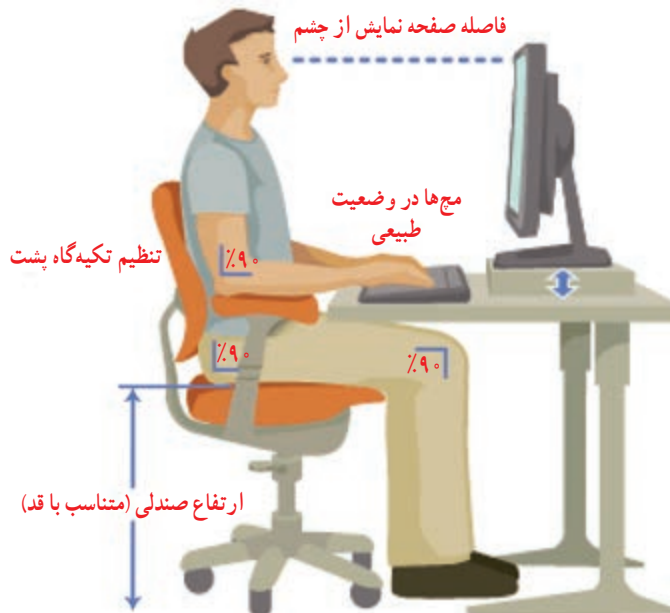 فاصله صفحه نمایش از چشم
مچ‌ها در وضعیت
طبیعی
تنظیم تکیه‌گاه پشت
٪۹۰
٪۹۰
٪۹۰
ارتفاع صندلی (متناسب با قد)